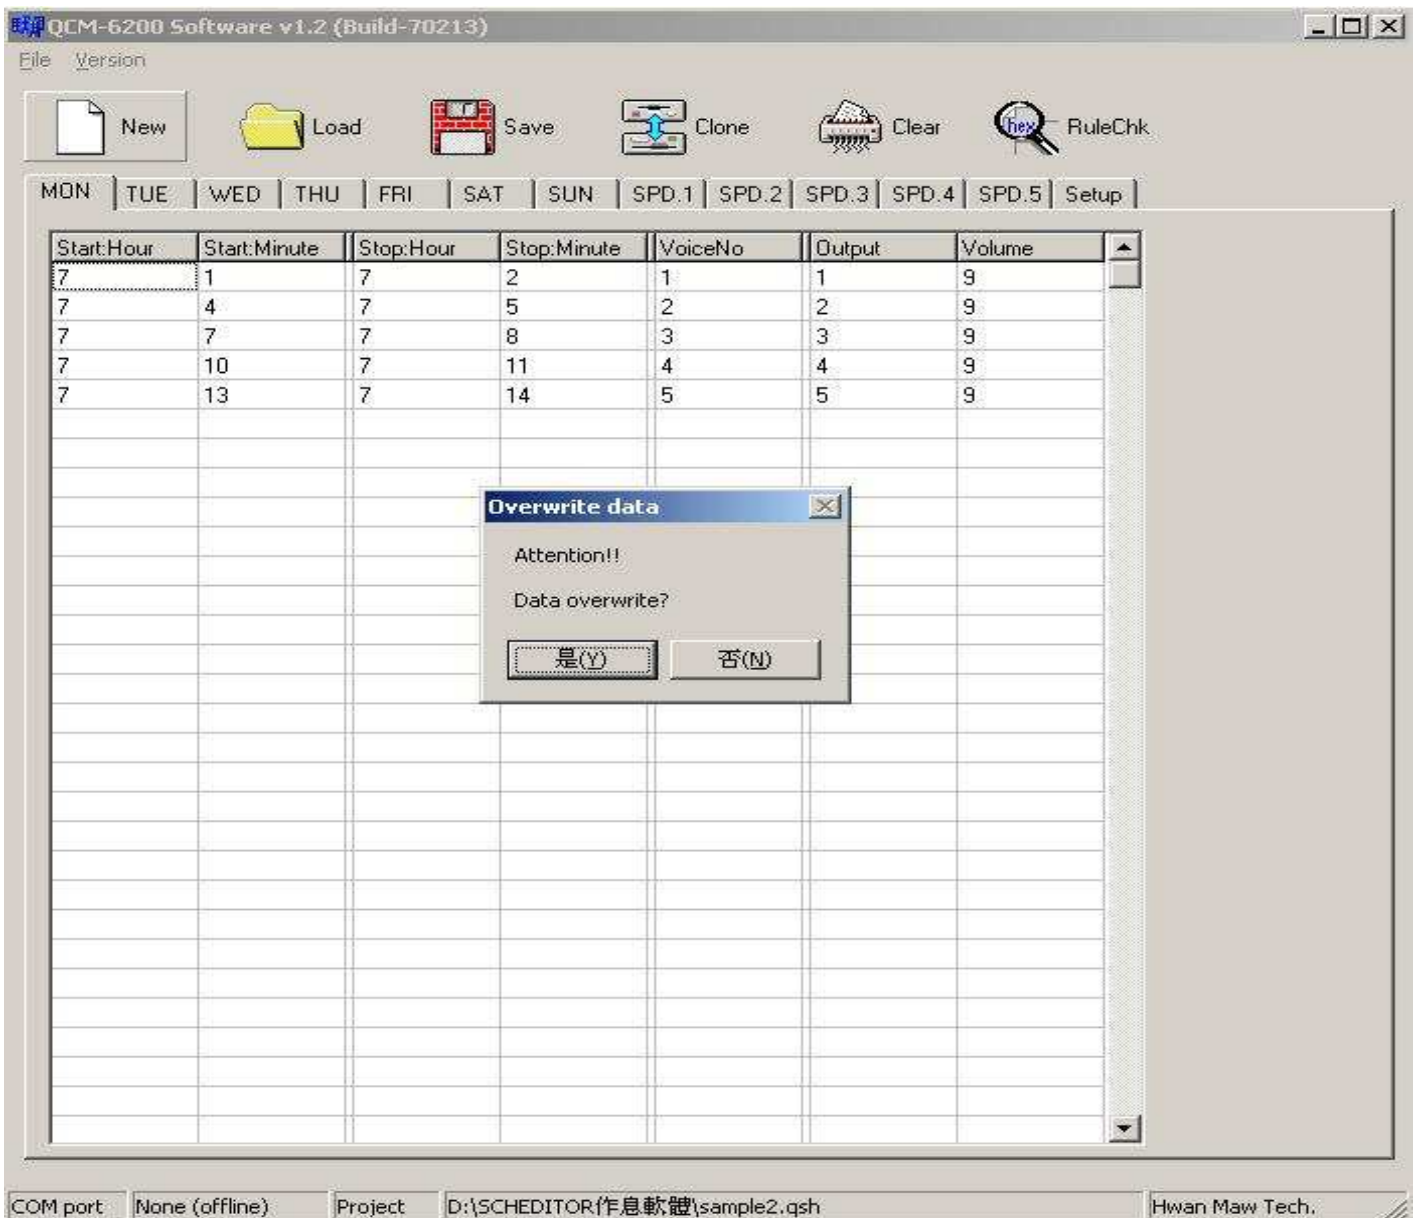 QCM-6200 Software v1.2 (Build-70213)
File Version
New Load Save Clone Clear hex RuleChk
MON TUE WED THU FRI SAT SUN SPD.1 SPD.2 SPD.3 SPD.4 SPD.5 Setup
Start:Hour Start:Minute Stop:Hour Stop:Minute VoiceNo Output Volume
7 1 7 2 1 1 9
7 4 7 5 2 2 9
7 7 7 8 3 3 9
7 10 7 11 4 4 9
7 13 7 14 5 5 9
Overwrite data
Attention!!
Data overwrite?
是(Y) 否(N)
COM port None (offline) Project D:\SCHEDITOR作息軟體\sample2.qsh Hwan Maw Tech.